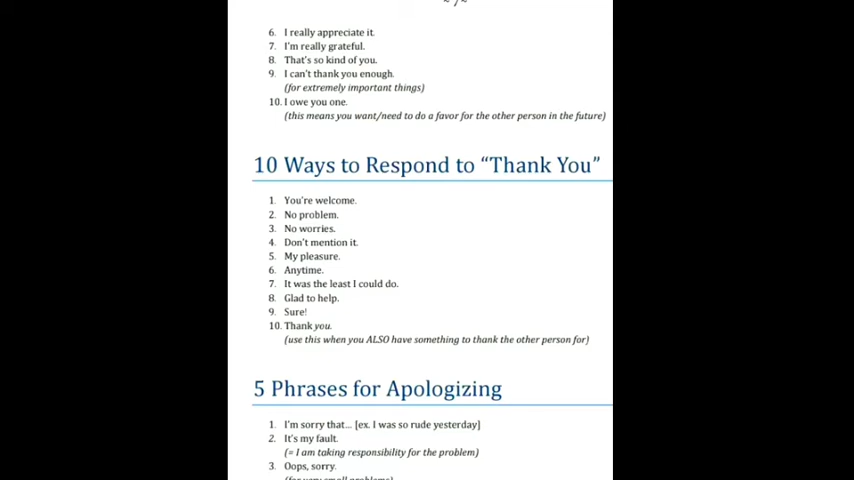 6. I really appreciate it.
7. I'm really grateful.
8. That's so kind of you.
9. I can't thank you enough.
(for extremely important things)
10. I owe you one.
(this means you want/need to do a favor for the other person in the future)
10 Ways to Respond to “Thank You”
1. You're welcome.
2. No problem.
3. No worries.
4. Don't mention it.
5. My pleasure.
6. Anytime.
7. It was the least I could do.
8. Glad to help.
9. Sure!
10. Thank you.
(use this when you ALSO have something to thank the other person for)
5 Phrases for Apologizing
1. I'm sorry that... [ex. I was so rude yesterday]
2. It's my fault.
(= I am taking responsibility for the problem)
3. Oops, sorry.
(for very small problems)